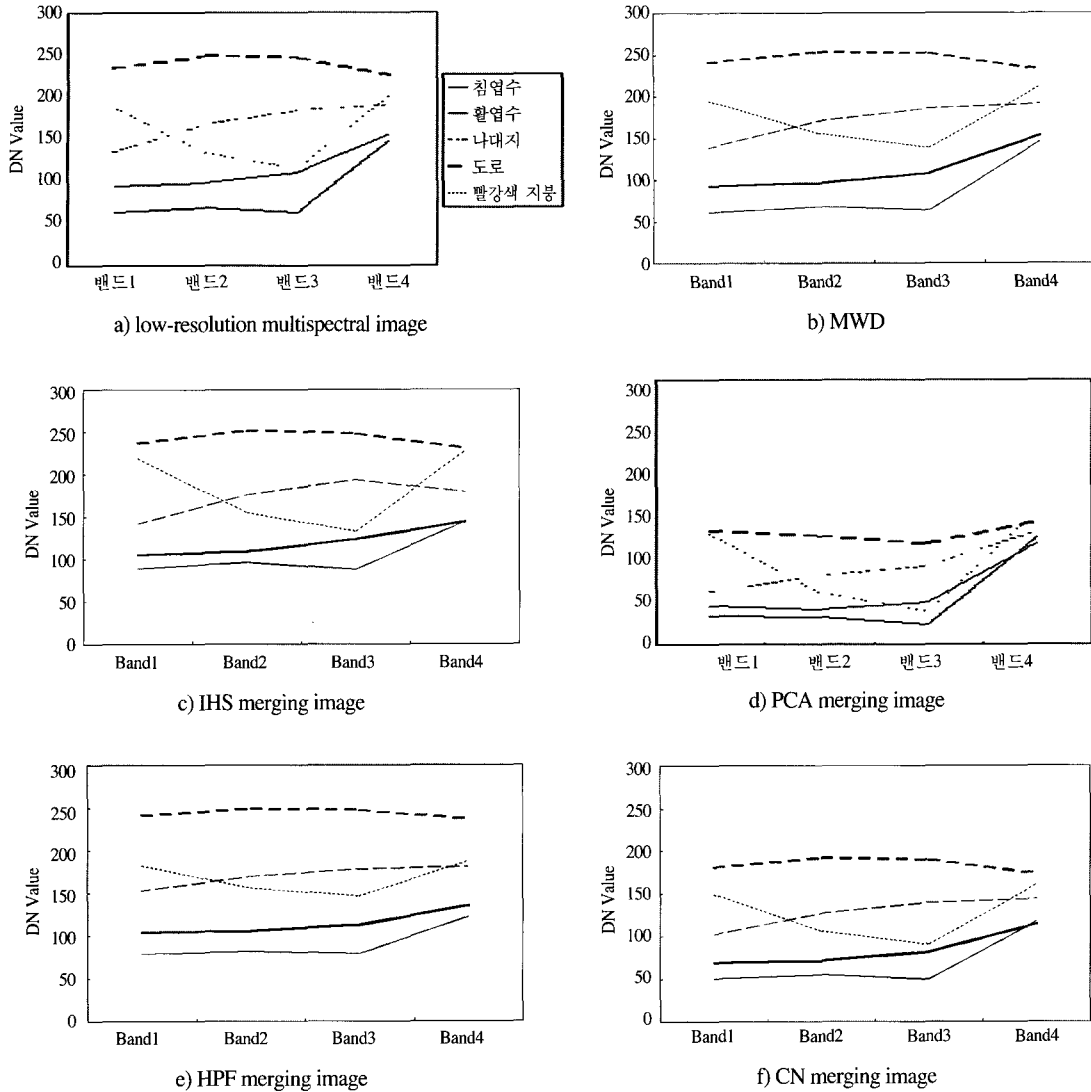 300
250
200
150
100
50
0
DN Value
밴드1 밴드2 밴드3 밴드4
침엽수
활엽수
나대지
도로
빨강색 지붕
a) low-resolution multispectral image
300
250
200
150
100
50
0
DN Value
Band1 Band2 Band3 Band4
b) MWD
300
250
200
150
100
50
0
DN Value
Band1 Band2 Band3 Band4
c) IHS merging image
300
250
200
150
100
50
0
DN Value
밴드1 밴드2 밴드3 밴드4
d) PCA merging image
300
250
200
150
100
50
0
DN Value
Band1 Band2 Band3 Band4
e) HPF merging image
300
250
200
150
100
50
0
DN Value
Band1 Band2 Band3 Band4
f) CN merging image